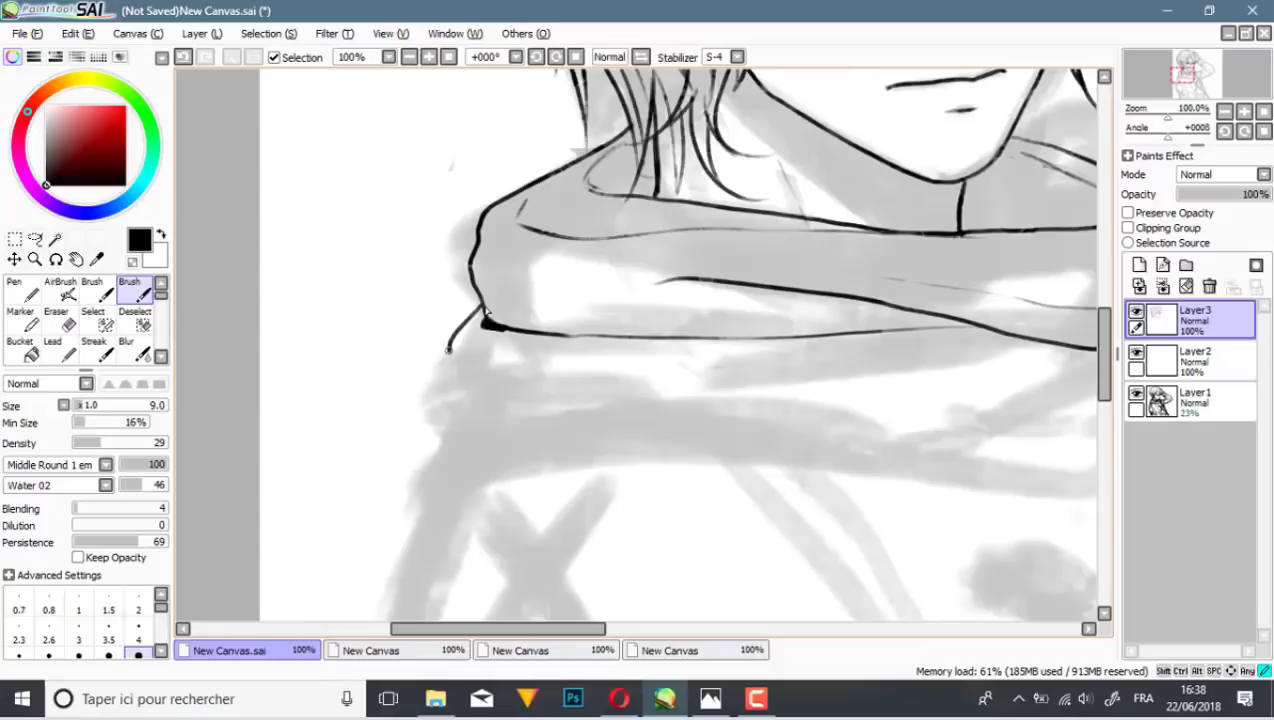 PaintTool SAI (Not Saved)New Canvas.sai (*)
File (F) Edit (E) Canvas (C) Layer (L) Selection (S) Filter (T) View (V) Window (W) Others (O)
Selection 100% +000° Normal Stabilizer S-4
Zoom 100.0%
Angle +000ß
Paints Effect
Mode Normal
Opacity 100%
Preserve Opacity
Clipping Group
Selection Source
Pen AirBrush Brush Brush
Marker Eraser Select Deselect
Bucket Lead Streak Blur
Layer3
Normal
100%
Layer2
Normal
100%
Layer1
Normal
23%
Normal
Size x 1.0 9.0
Min Size 16%
Density 29
Middle Round 1 em 100
Water 02 46
Blending 4
Dilution 0
Persistence 69
Keep Opacity
Advanced Settings
0.7 0.8 1 1.5 2
2.3 2.6 3 3.5 4
New Canvas.sai 100% New Canvas 100% New Canvas 100% New Canvas 100%
Memory load: 61% (185MB used / 913MB reserved) Shift Ctrl Alt SPC Any
Taper ici pour rechercher
Ps
FRA
16:38
22/06/2018